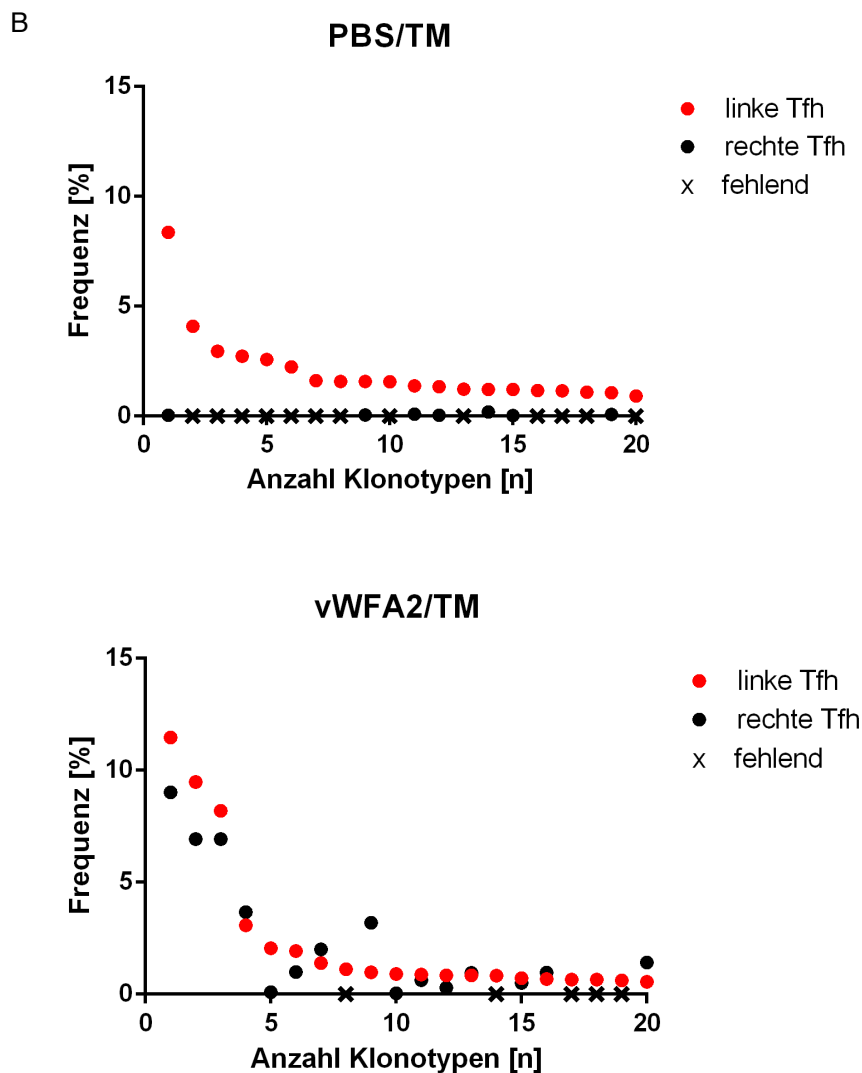 B
PBS/TM
15
10
5
0
Frequenz [%]
0 5 10 15 20
Anzahl Klonotypen [n]
linke Tfh
rechte Tfh
x fehlend
vWFA2/TM
15
10
5
0
Frequenz [%]
0 5 10 15 20
Anzahl Klonotypen [n]
linke Tfh
rechte Tfh
x fehlend